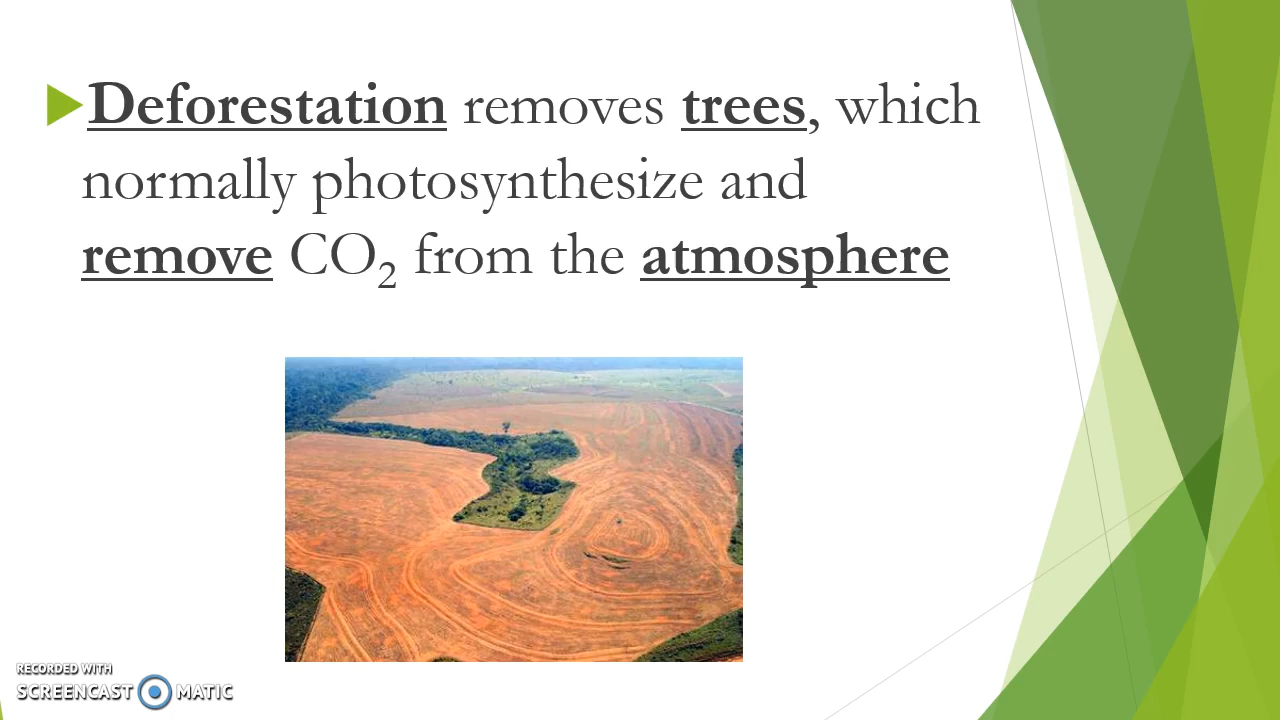 Deforestation removes trees, which
normally photosynthesize and
remove CO₂ from the atmosphere
RECORDED WITH
SCREENCAST MATIC